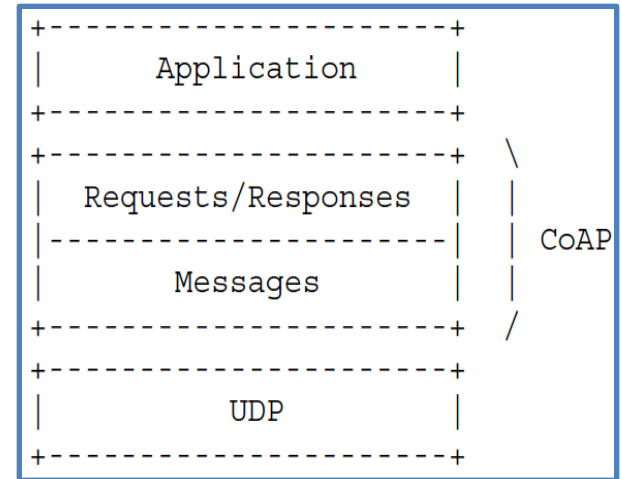 +----------------------+
|      Application      |
+----------------------+
+----------------------+  \
|  Requests/Responses  |  |
|----------------------|  | CoAP
|       Messages       |  |
+----------------------+  /
+----------------------+
|         UDP          |
+----------------------+